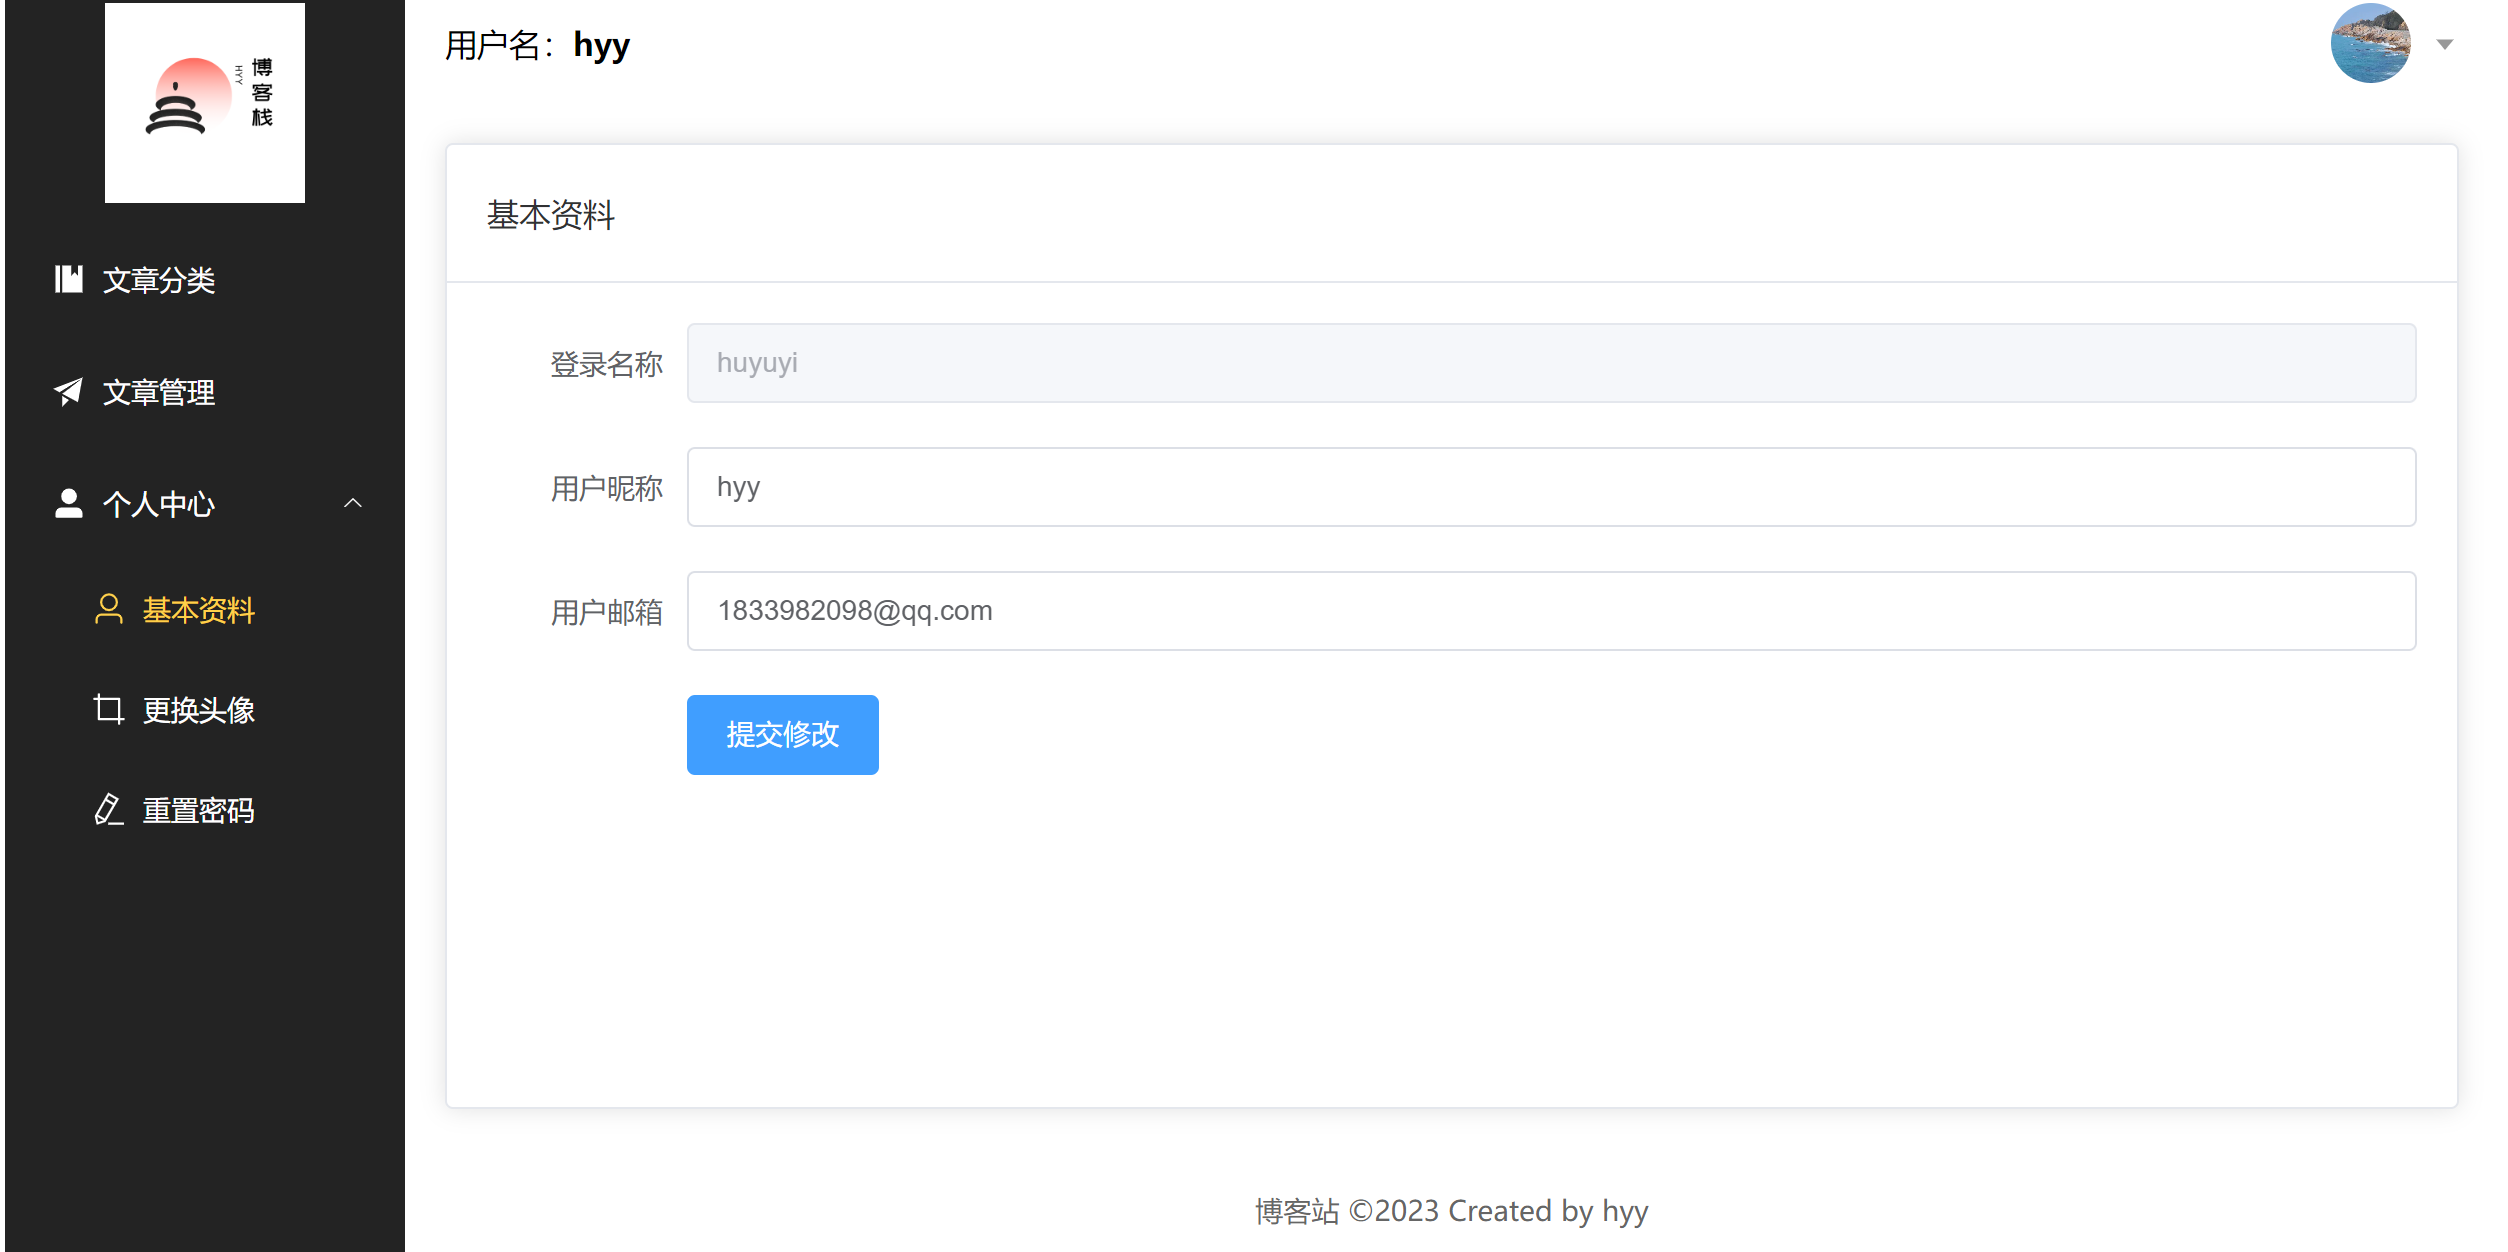 博客栈
HYY
文章分类
文章管理
个人中心
基本资料
更换头像
重置密码
用户名：hyy
基本资料
登录名称 huyuyi
用户昵称 hyy
用户邮箱 1833982098@qq.com
提交修改
博客站 ©2023 Created by hyy